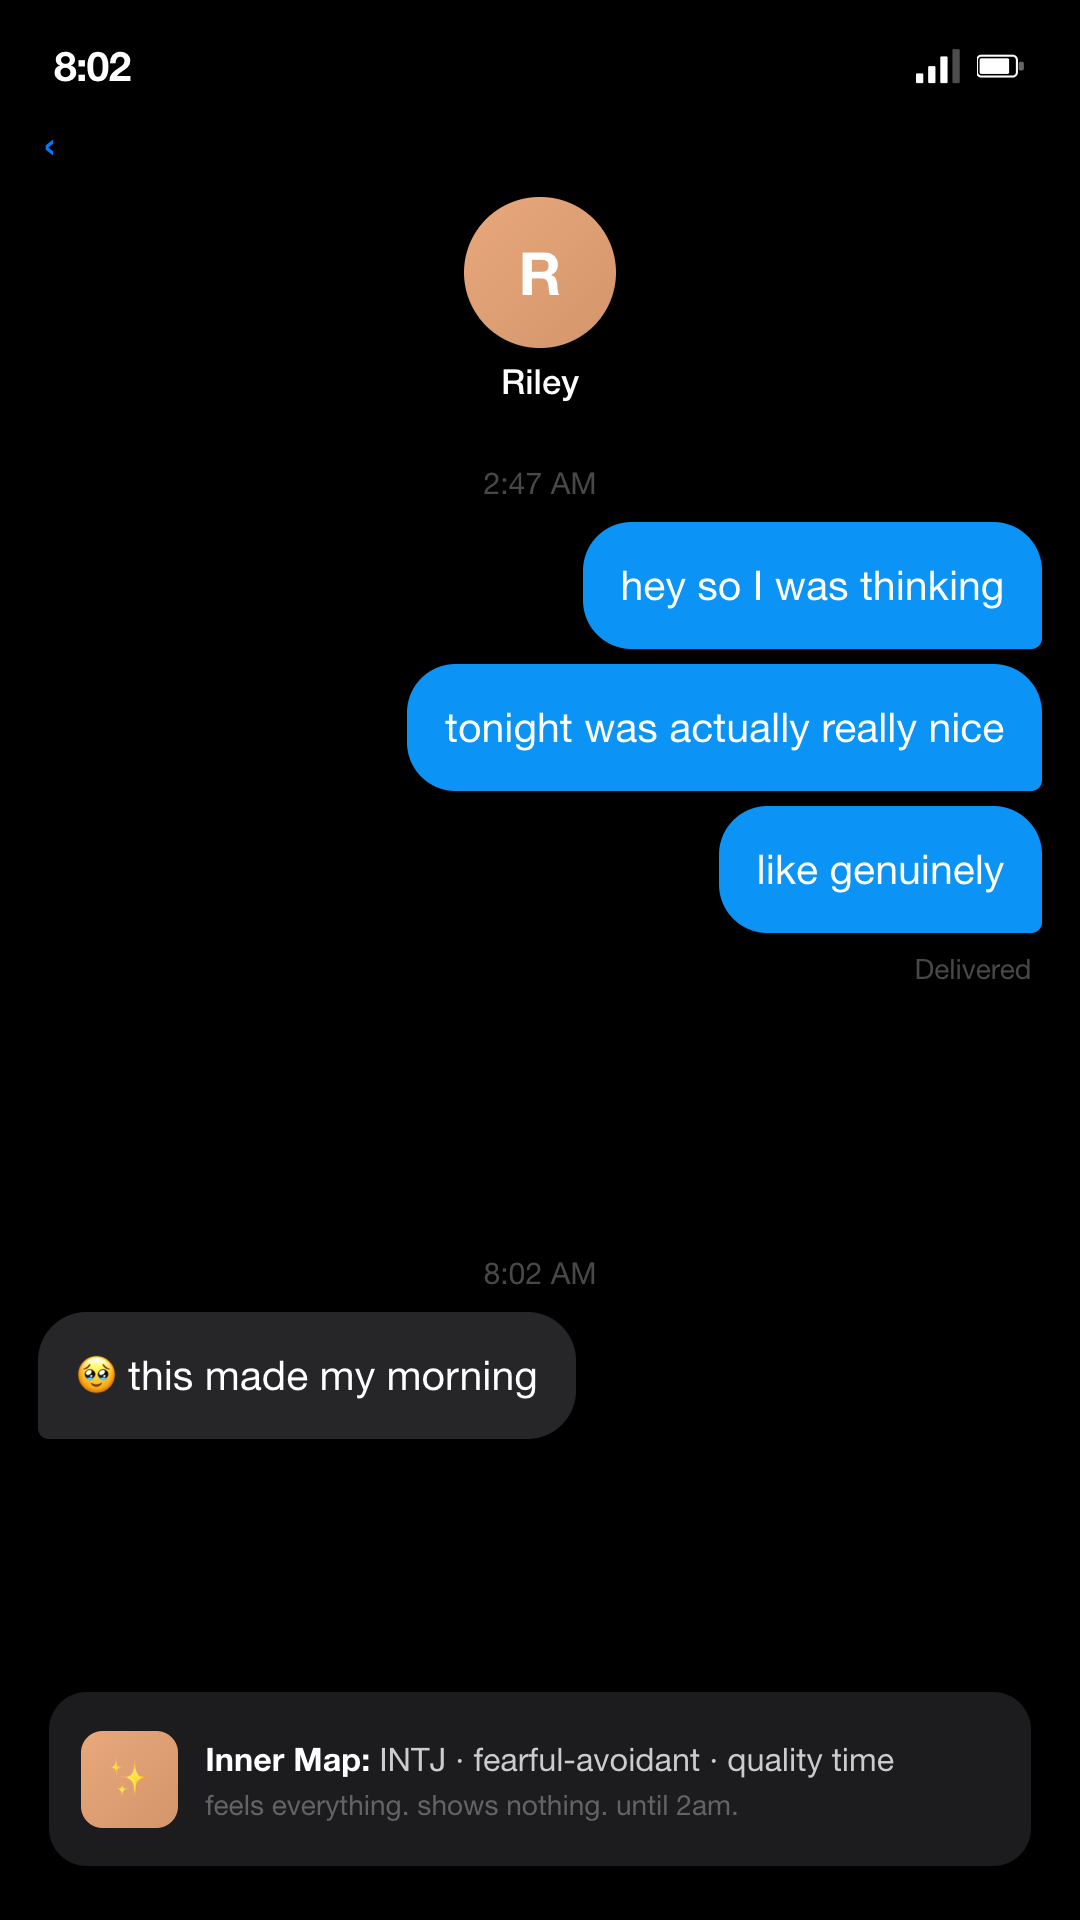 8:02
‹
R
Riley
2:47 AM
hey so I was thinking
tonight was actually really nice
like genuinely
Delivered
8:02 AM
🥹 this made my morning
Inner Map: INTJ · fearful-avoidant · quality time
feels everything. shows nothing. until 2am.